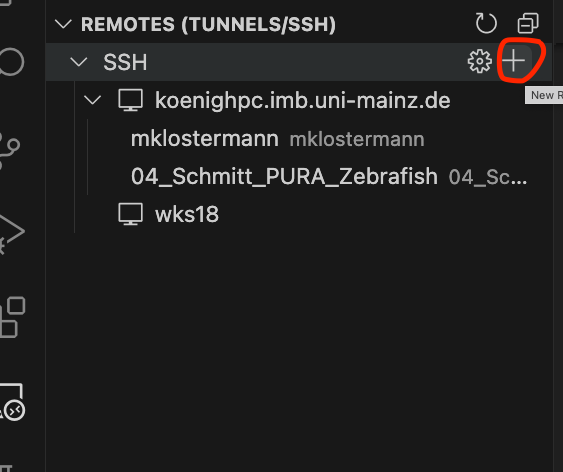 REMOTES (TUNNELS/SSH)
SSH
New R
koenighpc.imb.uni-mainz.de
mklostermann mklostermann
04_Schmitt_PURA_Zebrafish 04_Sc...
wks18